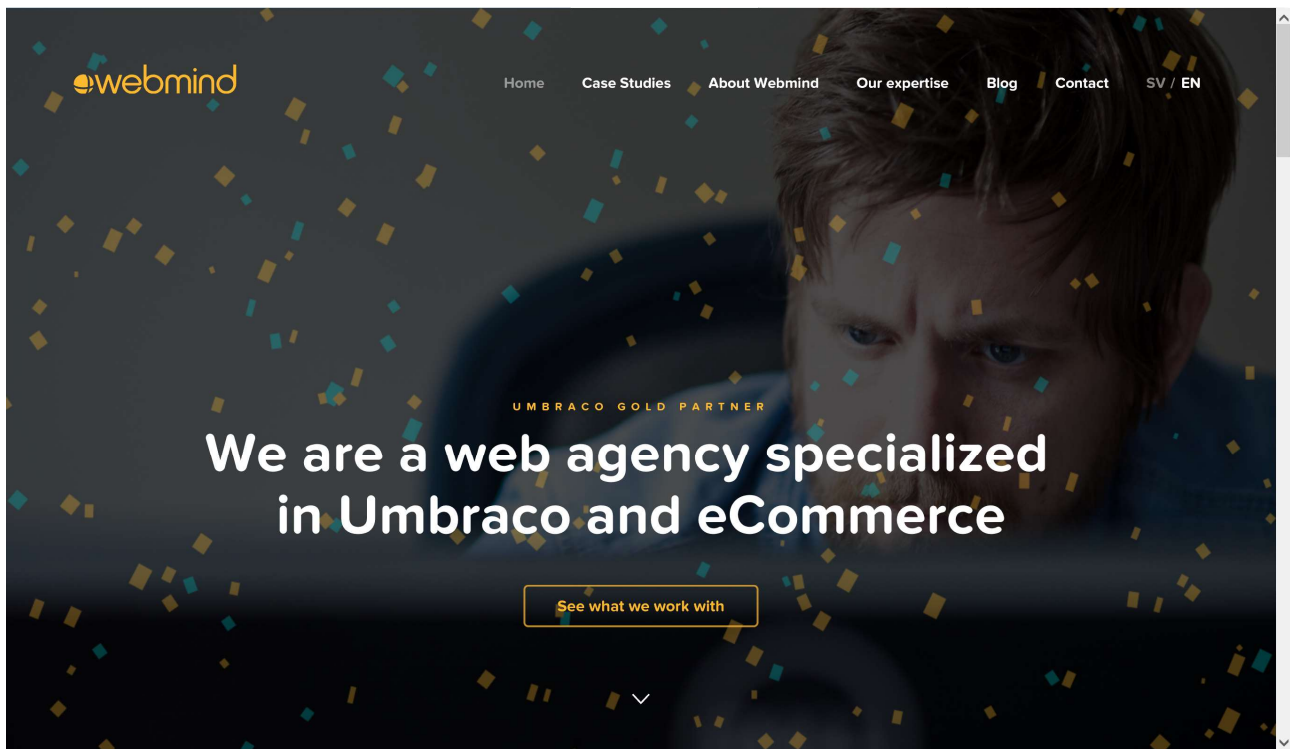 webmind
Home Case Studies About Webmind Our expertise Blog Contact SV / EN
UMBRACO GOLD PARTNER
We are a web agency specialized
in Umbraco and eCommerce
See what we work with